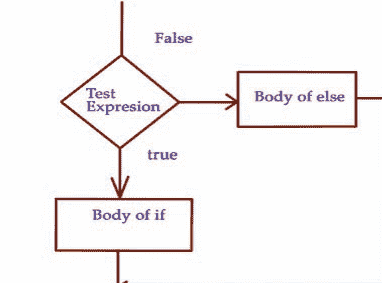 False
Test
Expresion
Body of else
true
Body of if